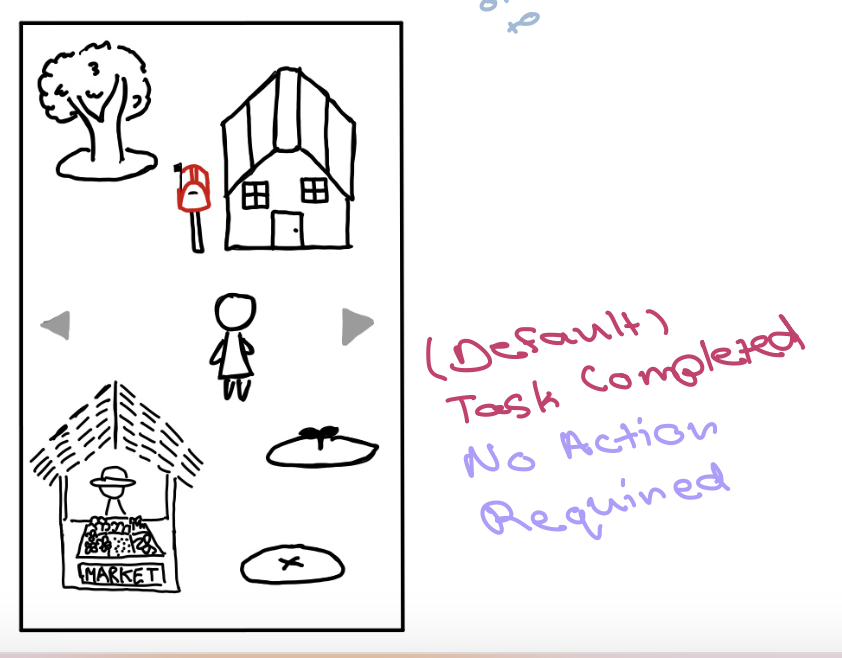 (Default)
Task Completed
No Action
Required
MARKET